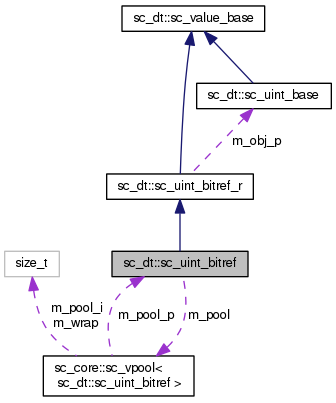 sc_dt::sc_value_base
sc_dt::sc_uint_base
m_obj_p
sc_dt::sc_uint_bitref_r
size_t
sc_dt::sc_uint_bitref
m_pool_i
m_wrap
m_pool_p
m_pool
sc_core::sc_vpool<
sc_dt::sc_uint_bitref >